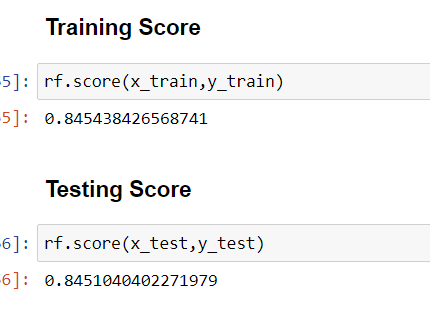 Training Score
5]: rf.score(x_train,y_train)
5]: 0.845438426568741
Testing Score
6]: rf.score(x_test,y_test)
6]: 0.8451040402271979